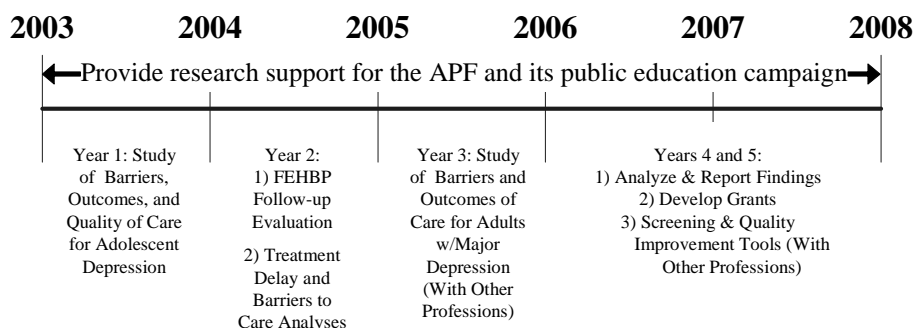 2003 2004 2005 2006 2007 2008
Provide research support for the APF and its public education campaign
Year 1: Study
of Barriers,
Outcomes, and
Quality of Care
for Adolescent
Depression
Year 2:
1) FEHBP
Follow-up
Evaluation
2) Treatment
Delay and
Barriers to
Care Analyses
Year 3: Study
of Barriers and
Outcomes of
Care for Adults
w/Major
Depression
(With Other
Professions)
Years 4 and 5:
1) Analyze & Report Findings
2) Develop Grants
3) Screening & Quality
Improvement Tools (With
Other Professions)